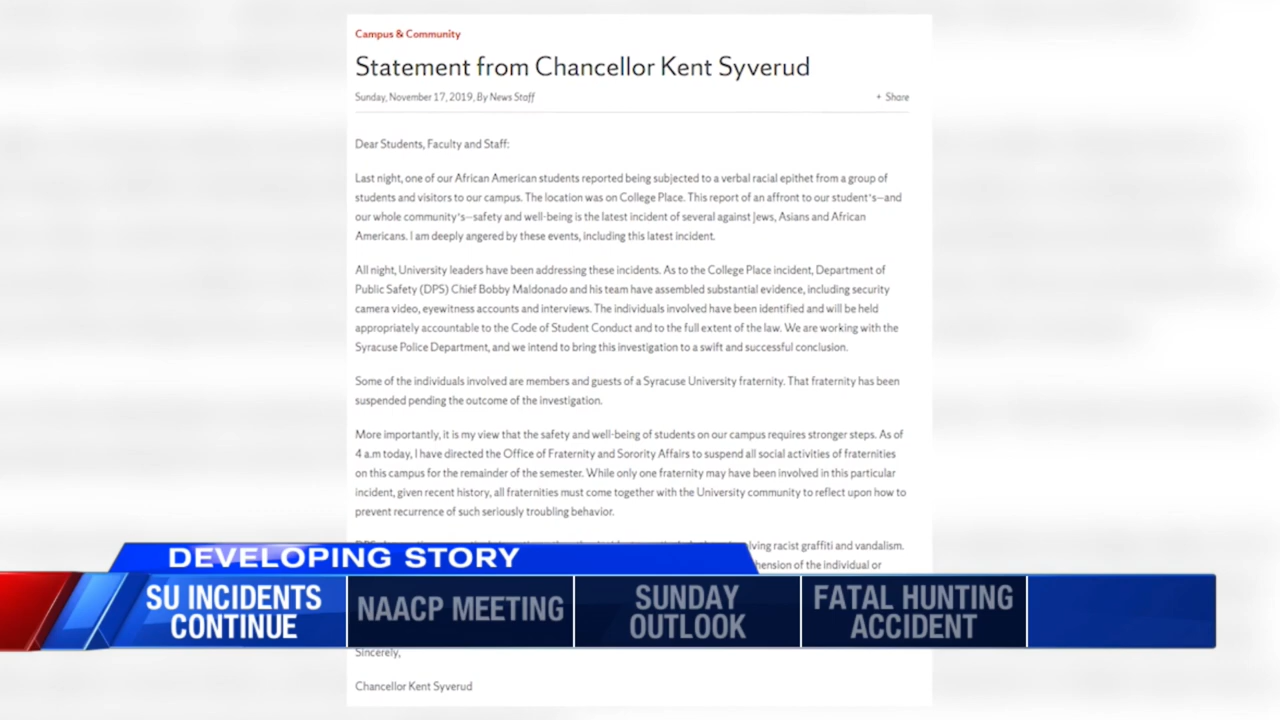 Campus & Community
Statement from Chancellor Kent Syverud
Sunday, November 17, 2019, By News Staff
+ Share
Dear Students, Faculty and Staff:
Last night, one of our African American students reported being subjected to a verbal racial epithet from a group of
students and visitors to our campus. The location was on College Place. This report of an affront to our student's—and
our whole community's—safety and well-being is the latest incident of several against Jews, Asians and African
Americans. I am deeply angered by these events, including this latest incident.
All night, University leaders have been addressing these incidents. As to the College Place incident, Department of
Public Safety (DPS) Chief Bobby Maldonado and his team have assembled substantial evidence, including security
camera video, eyewitness accounts and interviews. The individuals involved have been identified and will be held
appropriately accountable to the Code of Student Conduct and to the full extent of the law. We are working with the
Syracuse Police Department, and we intend to bring this investigation to a swift and successful conclusion.
Some of the individuals involved are members and guests of a Syracuse University fraternity. That fraternity has been
suspended pending the outcome of the investigation.
More importantly, it is my view that the safety and well-being of students on our campus requires stronger steps. As of
4 a.m today, I have directed the Office of Fraternity and Sorority Affairs to suspend all social activities of fraternities
on this campus for the remainder of the semester. While only one fraternity may have been involved in this particular
incident, given recent history, all fraternities must come together with the University community to reflect upon how to
prevent recurrence of such seriously troubling behavior.
racist graffiti and vandalism.
of the individual or
DEVELOPING STORY
SU INCIDENTS
CONTINUE
NAACP MEETING
SUNDAY
OUTLOOK
FATAL HUNTING
ACCIDENT
Sincerely,
Chancellor Kent Syverud